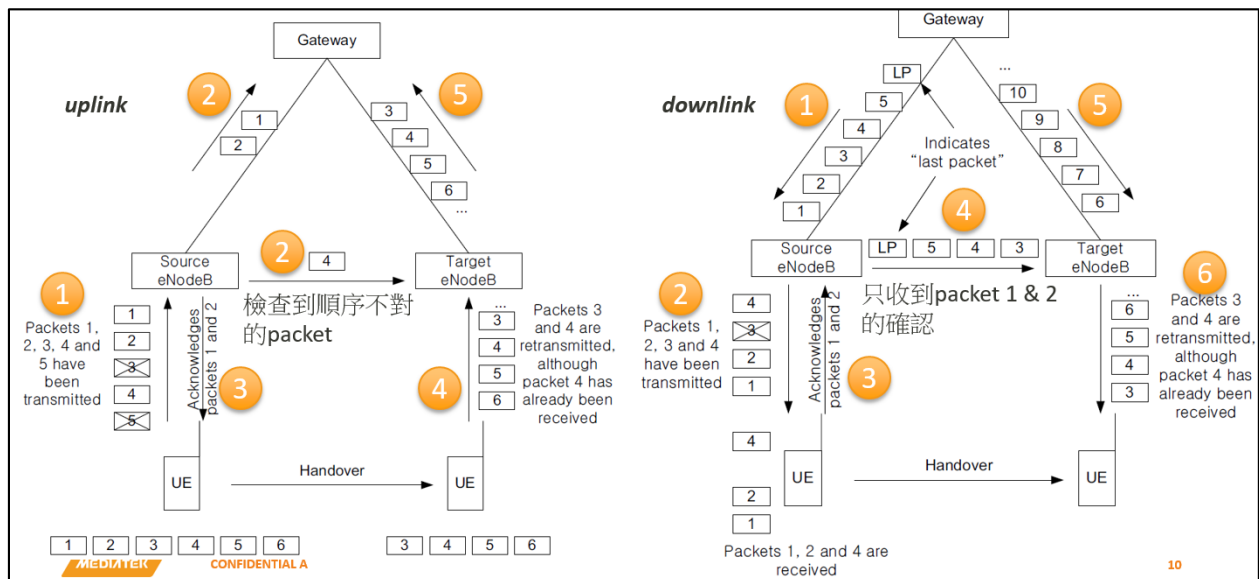 Gateway
uplink
2
5
1
2
3
4
5
6
...
Source
eNodeB
2
4
Target
eNodeB
檢查到順序不對
的packet
1
Packets 1,
2, 3, 4 and
5 have
been
transmitted
1
2
3
4
5
Acknowledges
packets 1 and 2
3
4
...
3
4
5
6
Packets 3
and 4 are
retransmitted,
although
packet 4 has
already been
received
UE
Handover
UE
1 2 3 4 5 6
3 4 5 6
Gateway
downlink
1
LP
5
4
3
2
1
...
10
9
8
7
6
5
Indicates
“last packet”
4
Source
eNodeB
LP 5 4 3
Target
eNodeB
只收到packet 1 & 2
的確認
2
Packets 1,
2, 3 and 4
have been
transmitted
4
3
2
1
Acknowledges
packets 1 and 2
3
6
...
6
5
4
3
Packets 3
and 4 are
retransmitted,
although
packet 4 has
already been
received
4
2
1
UE
Handover
UE
Packets 1, 2 and 4 are
received
MEDIATEK
CONFIDENTIAL A
10